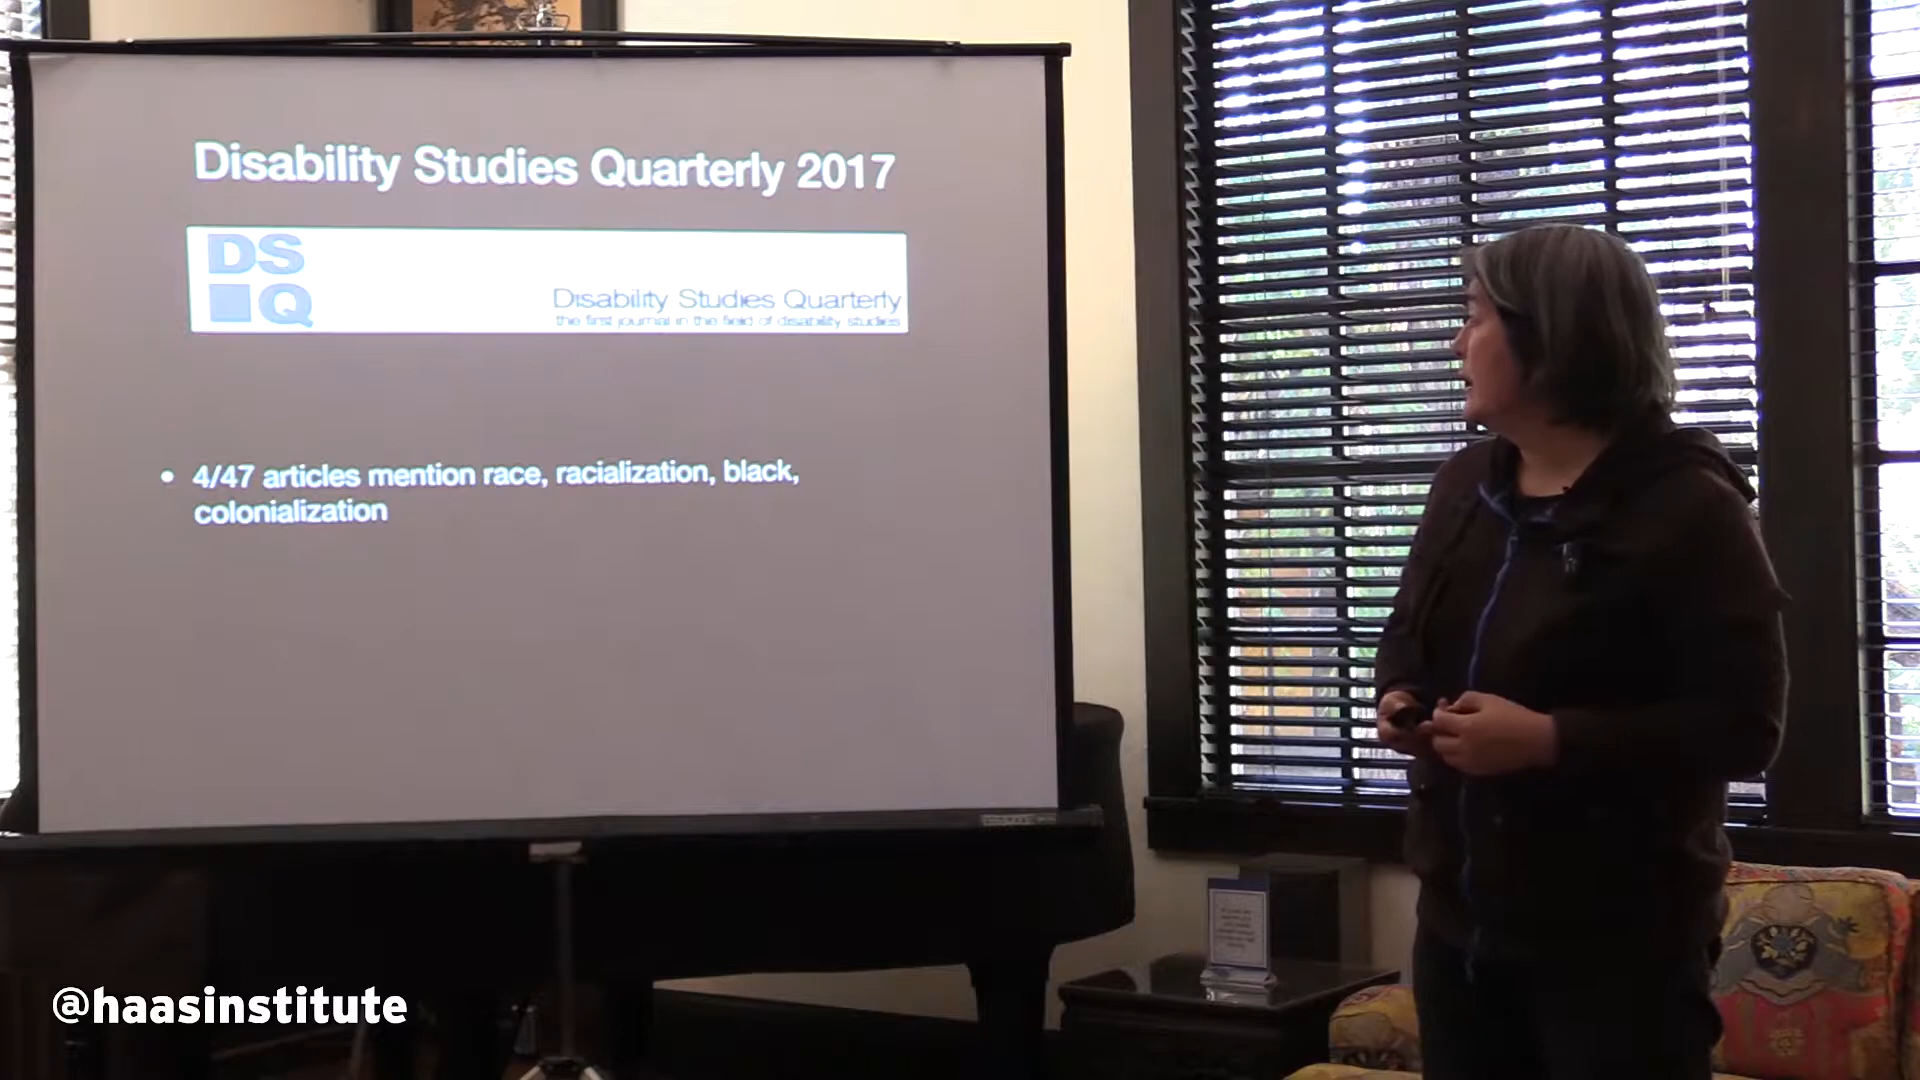 Disability Studies Quarterly 2017
DS
Q
Disability Studies Quarterly
the first journal in the field of disability studies
• 4/47 articles mention race, racialization, black,
colonialization
@haasinstitute